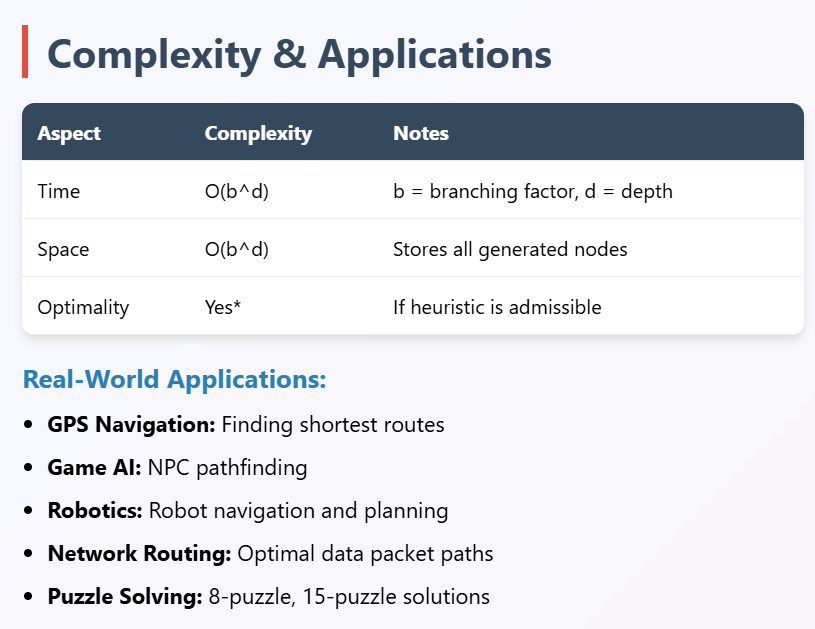 Complexity & Applications
Aspect Complexity Notes
Time O(b^d) b = branching factor, d = depth
Space O(b^d) Stores all generated nodes
Optimality Yes* If heuristic is admissible
Real-World Applications:
• GPS Navigation: Finding shortest routes
• Game AI: NPC pathfinding
• Robotics: Robot navigation and planning
• Network Routing: Optimal data packet paths
• Puzzle Solving: 8-puzzle, 15-puzzle solutions